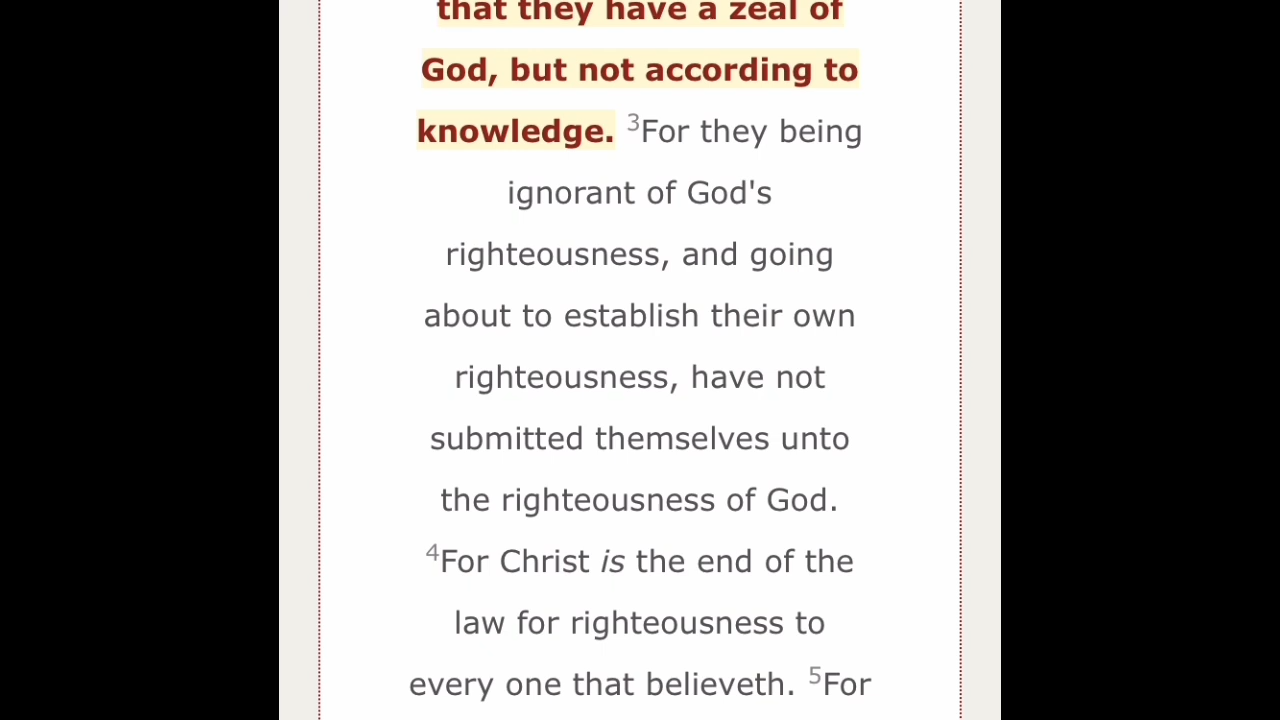 that they have a zeal of
God, but not according to
knowledge. 3For they being
ignorant of God's
righteousness, and going
about to establish their own
righteousness, have not
submitted themselves unto
the righteousness of God.
4For Christ is the end of the
law for righteousness to
every one that believeth. 5For